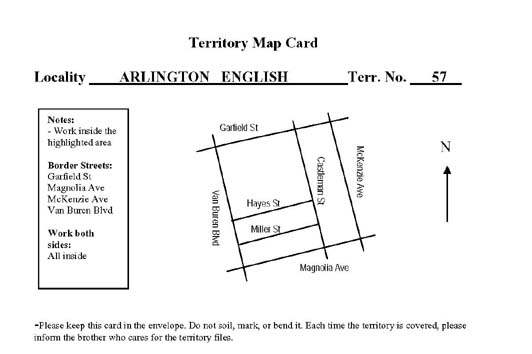 Territory Map Card
Locality ARLINGTON ENGLISH Terr. No. 57
Notes:
- Work inside the
highlighted area
Border Streets:
Garfield St
Magnolia Ave
McKenzie Ave
Van Buren Blvd
Work both
sides:
All inside
Garfield St
McKenzie Ave
Castleman St
Van Buren Blvd
Hayes St
Miller St
Magnolia Ave
N
-Please keep this card in the envelope. Do not soil, mark, or bend it. Each time the territory is covered, please
inform the brother who cares for the territory files.